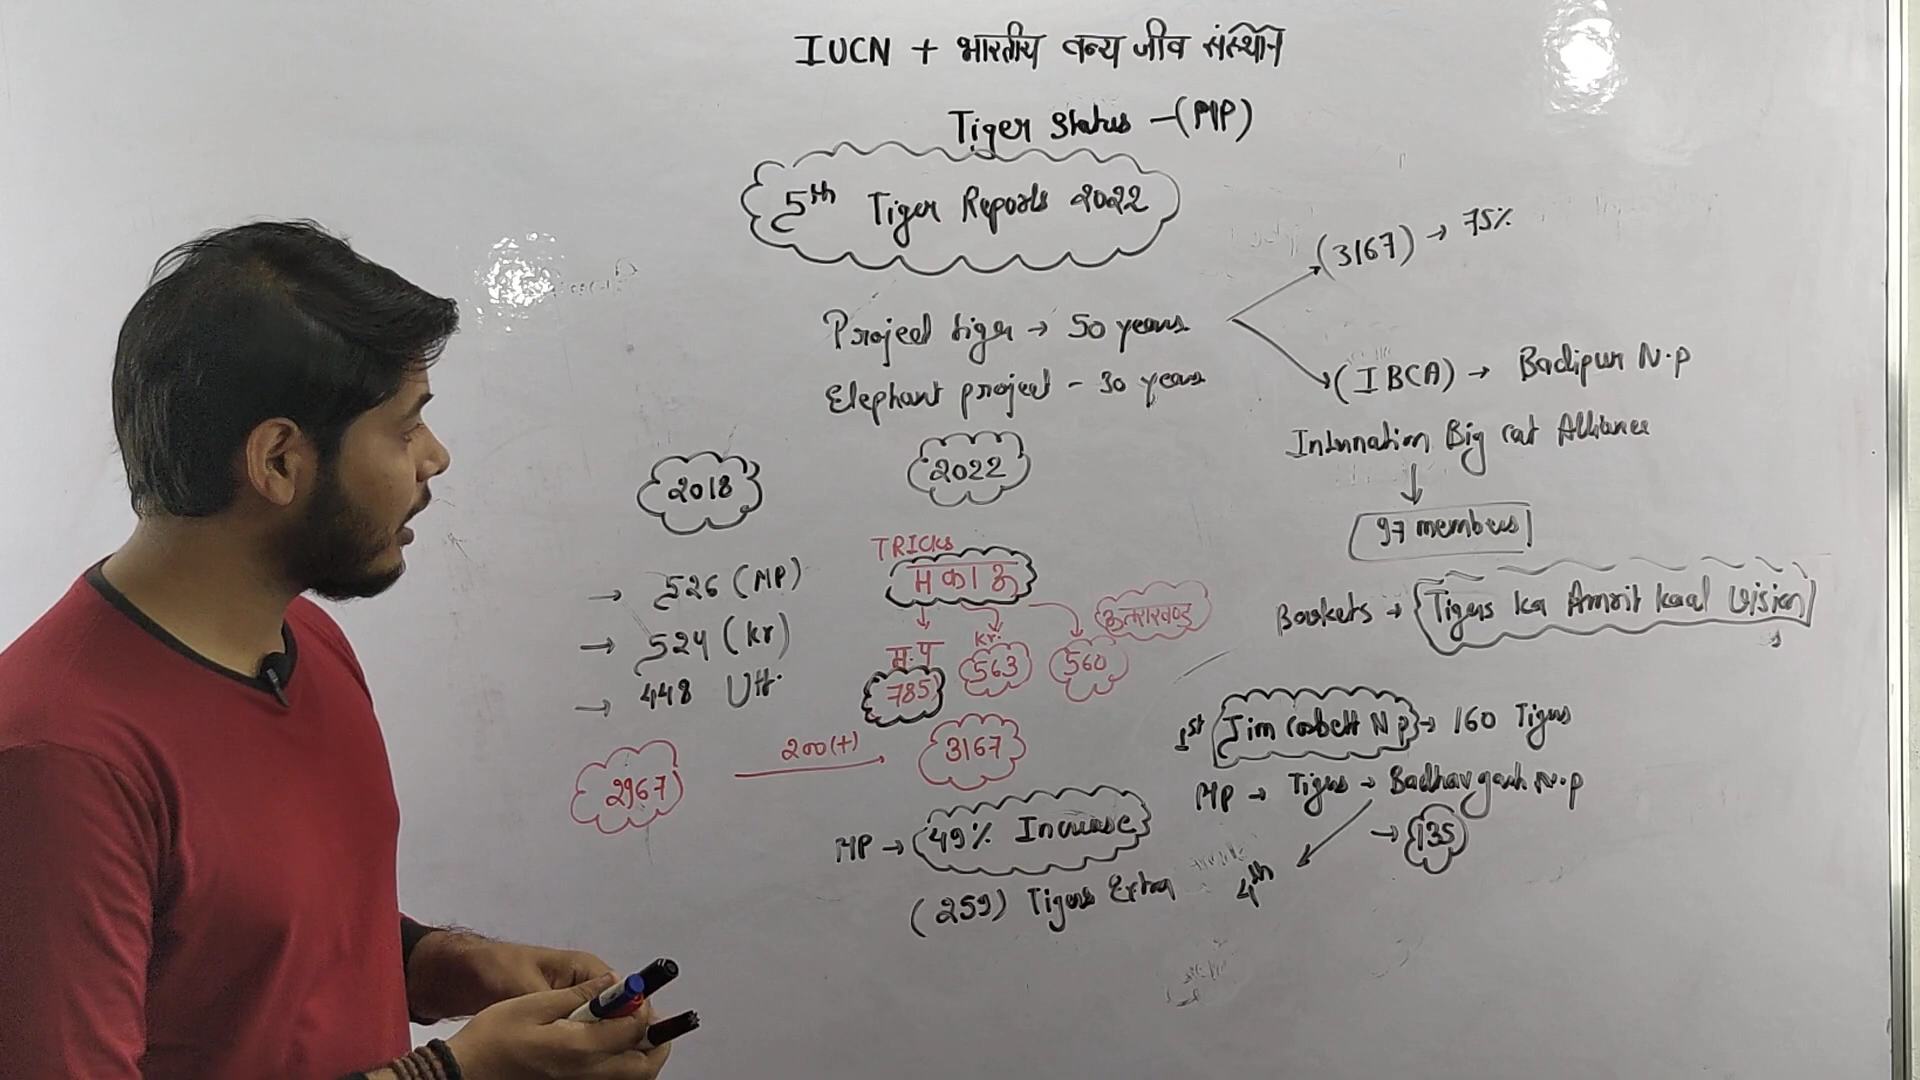 IUCN + भारतीय वन्य जीव संस्थान
Tiger Status - (MP)
5th Tiger Reports 2022
(3167) → 75%
Project tiger → 50 years
(IBCA) → Badipur N.p
Elephant project - 30 years
Internation Big cat Alliance
97 members
2018
2022
TRICKs
→ 526 (MP)
→ 524 (kr)
→ 448 Utt.
म.प्र
785
kr.
563
560
उत्तराखण्ड
Tigers ka Amrit kaal Vision
2967
200(+)
3167
1st Jim Corbett N.p → 160 Tigers
MP → Tigers → Badhavgarh N.p
→ 135
4th
MP → 49% Increase
(259) Tigers Extra